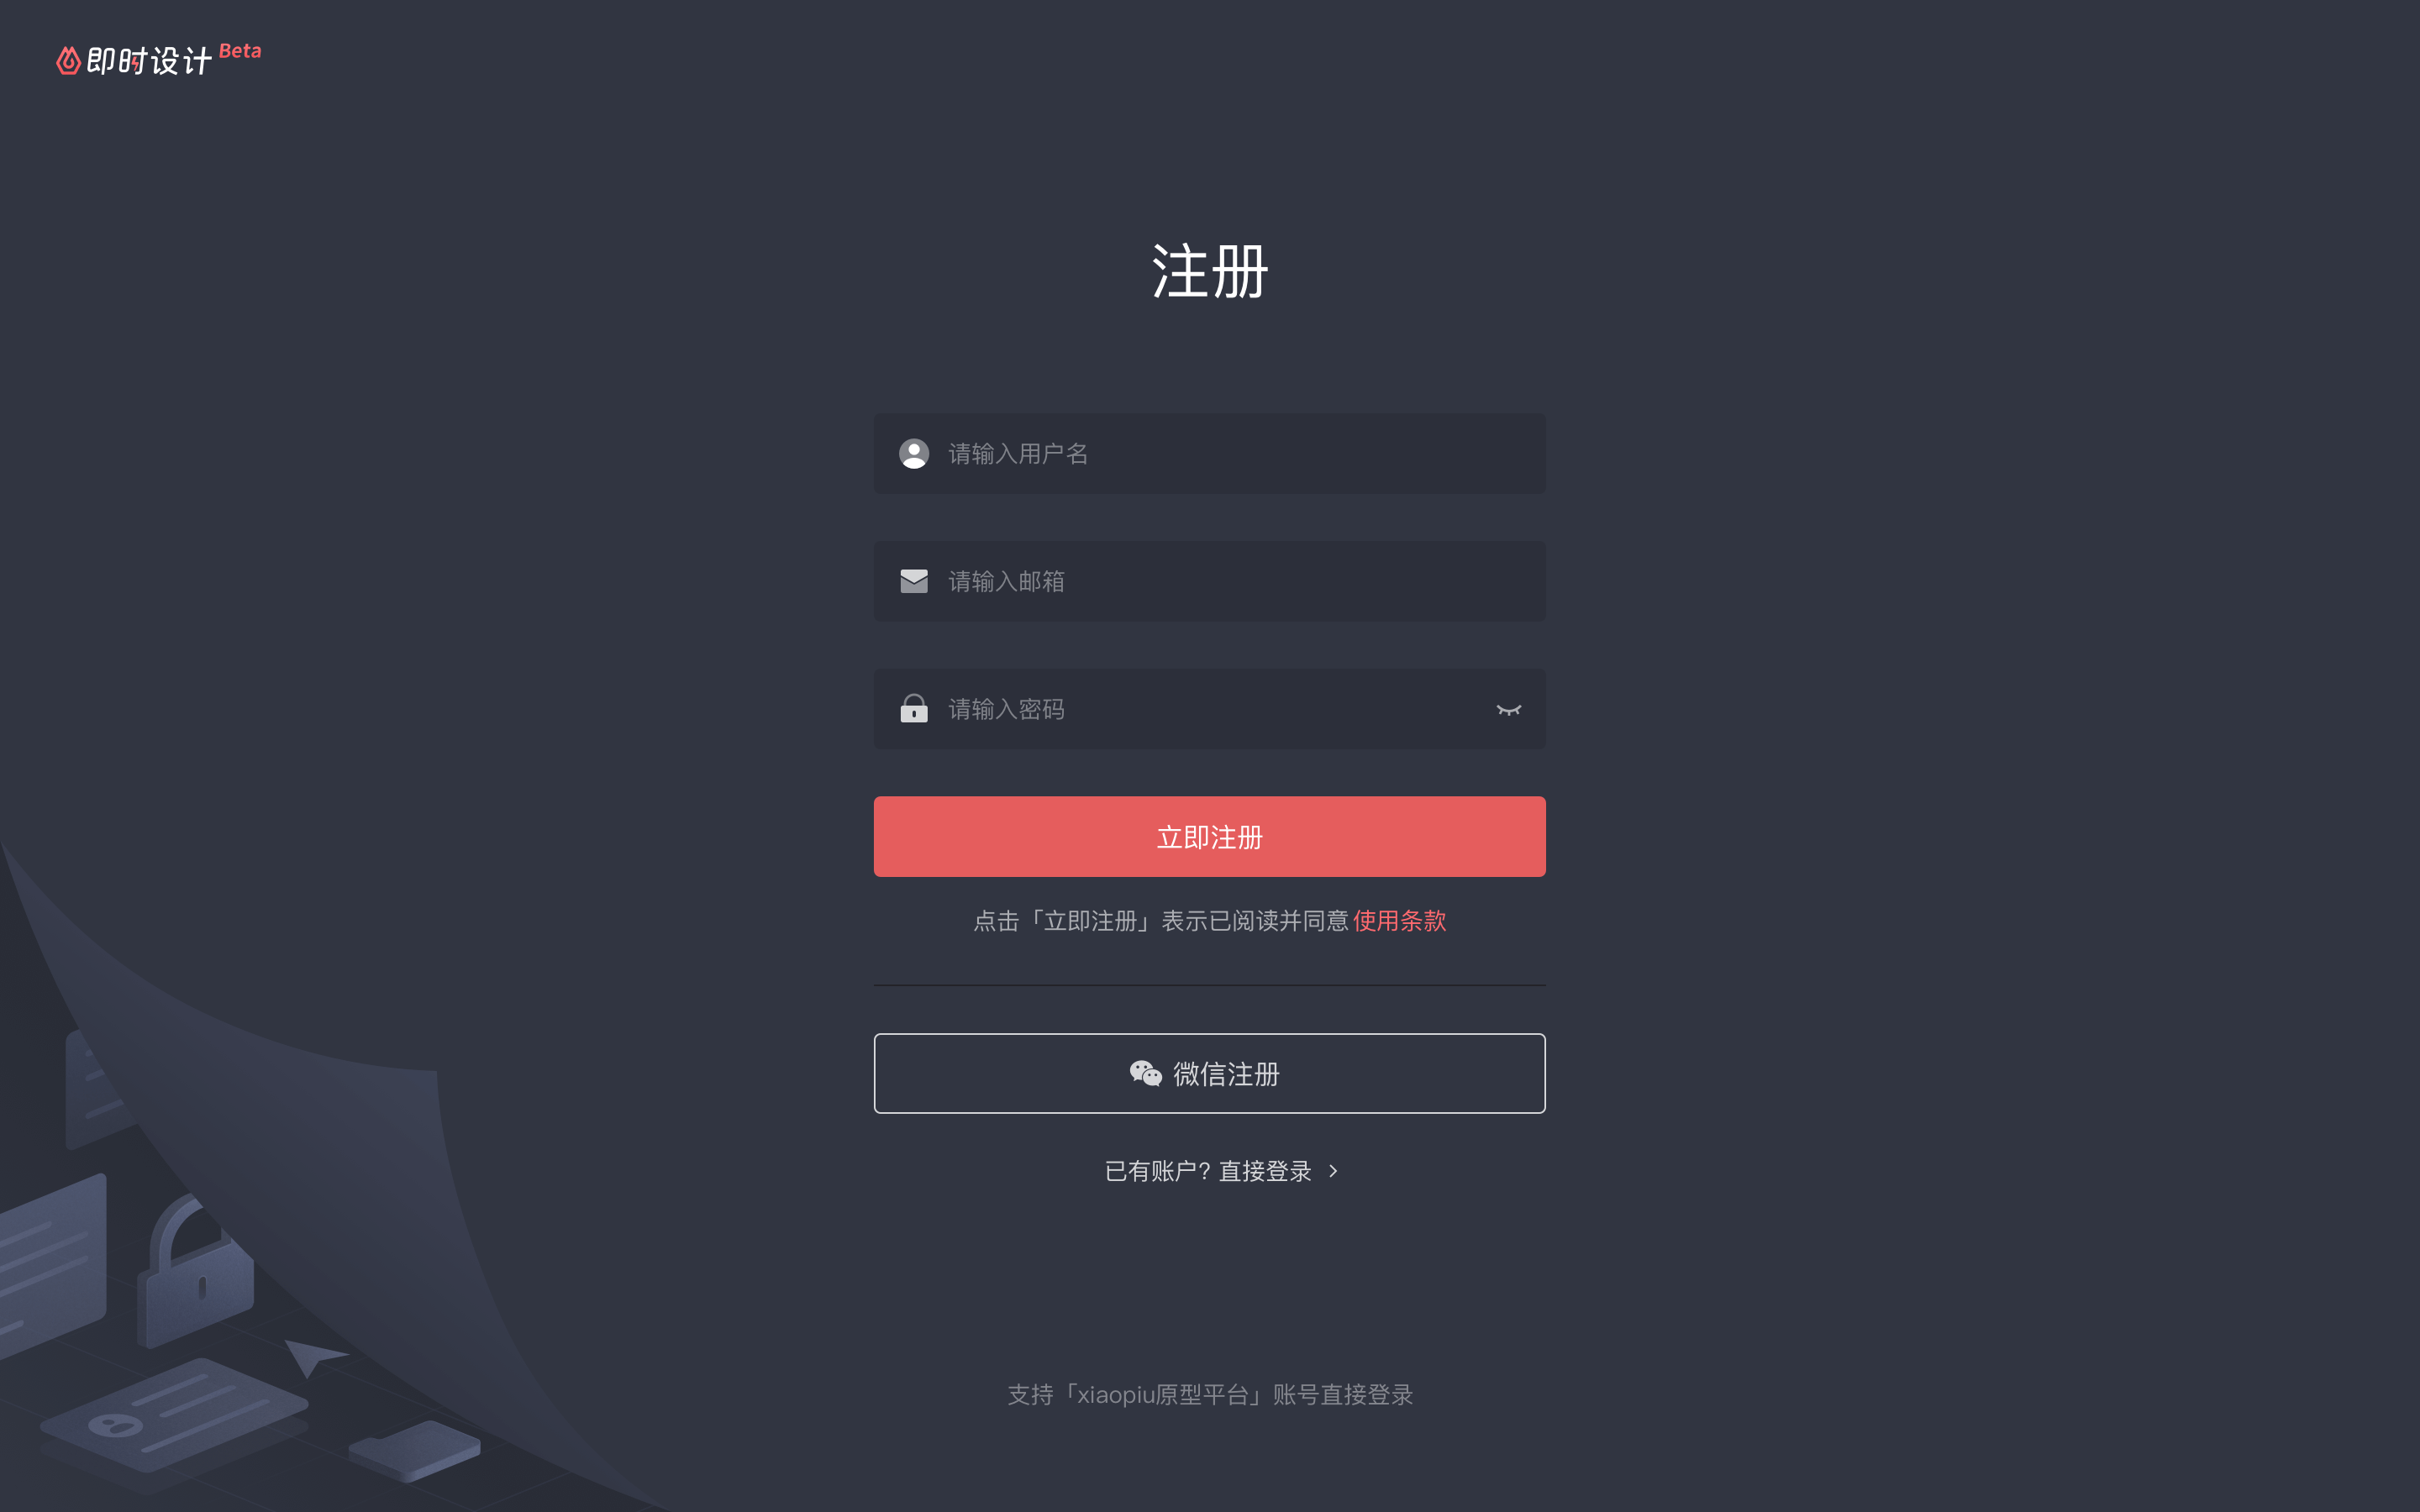 即时设计 Beta
注册
请输入用户名
请输入邮箱
请输入密码
立即注册
点击「立即注册」表示已阅读并同意 使用条款
微信注册
已有账户? 直接登录
支持「xiaopiu原型平台」账号直接登录